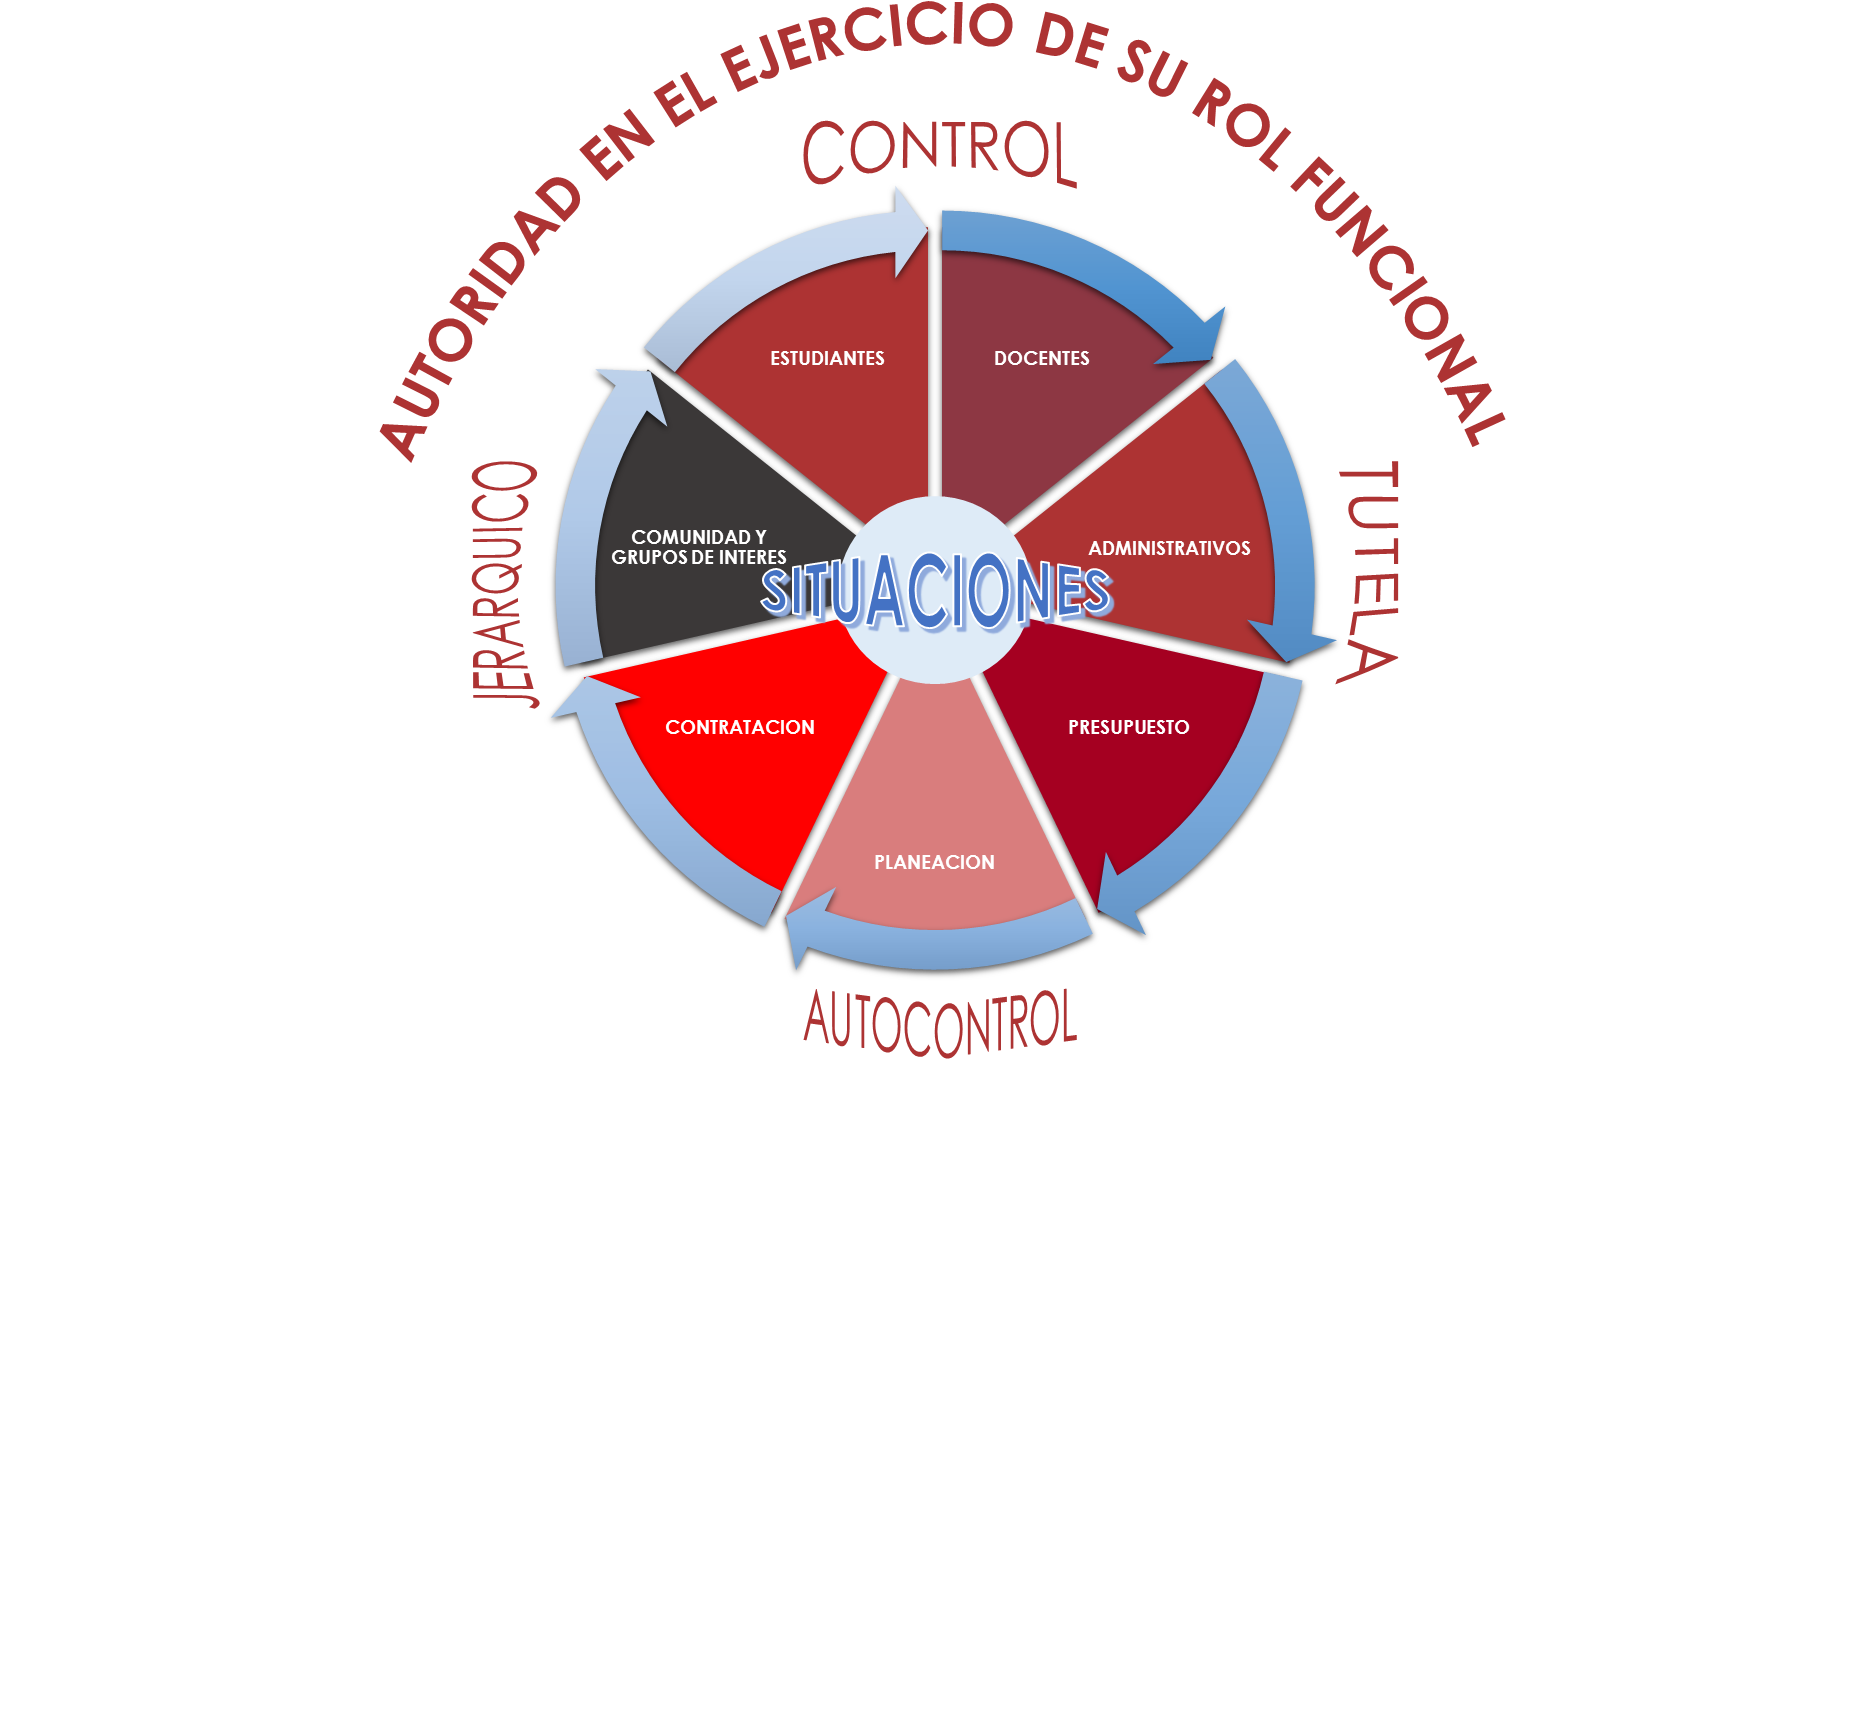 AUTORIDAD EN EL EJERCICIO DE SU ROL FUNCIONAL
CONTROL
ESTUDIANTES
DOCENTES
JERARQUICO
COMUNIDAD Y
GRUPOS DE INTERES
ADMINISTRATIVOS
TUTELA
SITUACIONES
CONTRATACION
PRESUPUESTO
PLANEACION
AUTOCONTROL